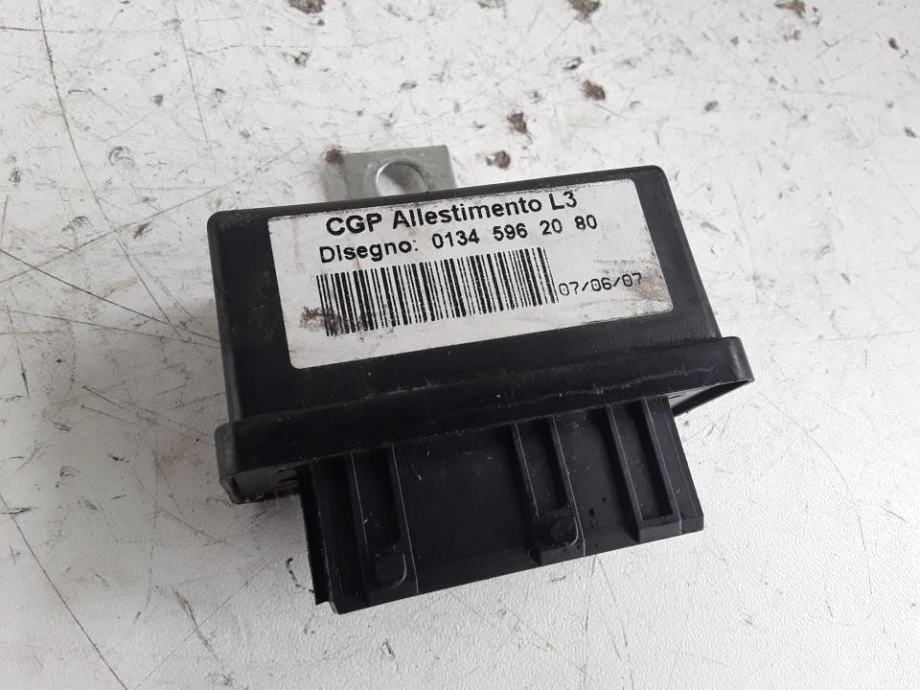 CGP Allestimento L3
Disegno: 0134 596 20 80
07/06/07